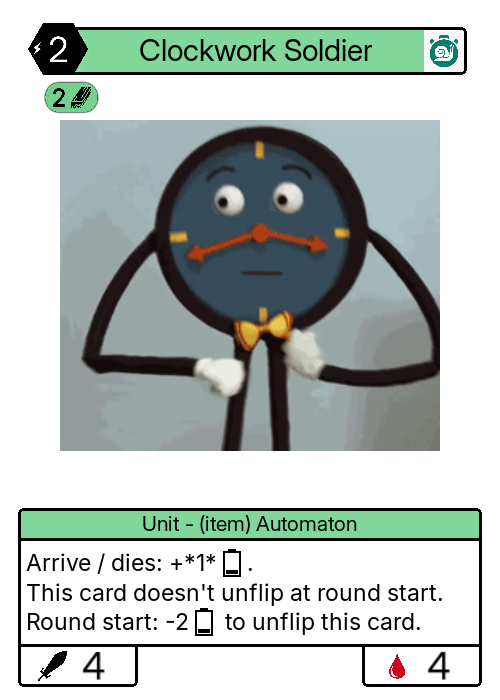 2
Clockwork Soldier
2
Unit - (item) Automaton
Arrive / dies: +*1* .
This card doesn't unflip at round start.
Round start: -2 to unflip this card.
4
4